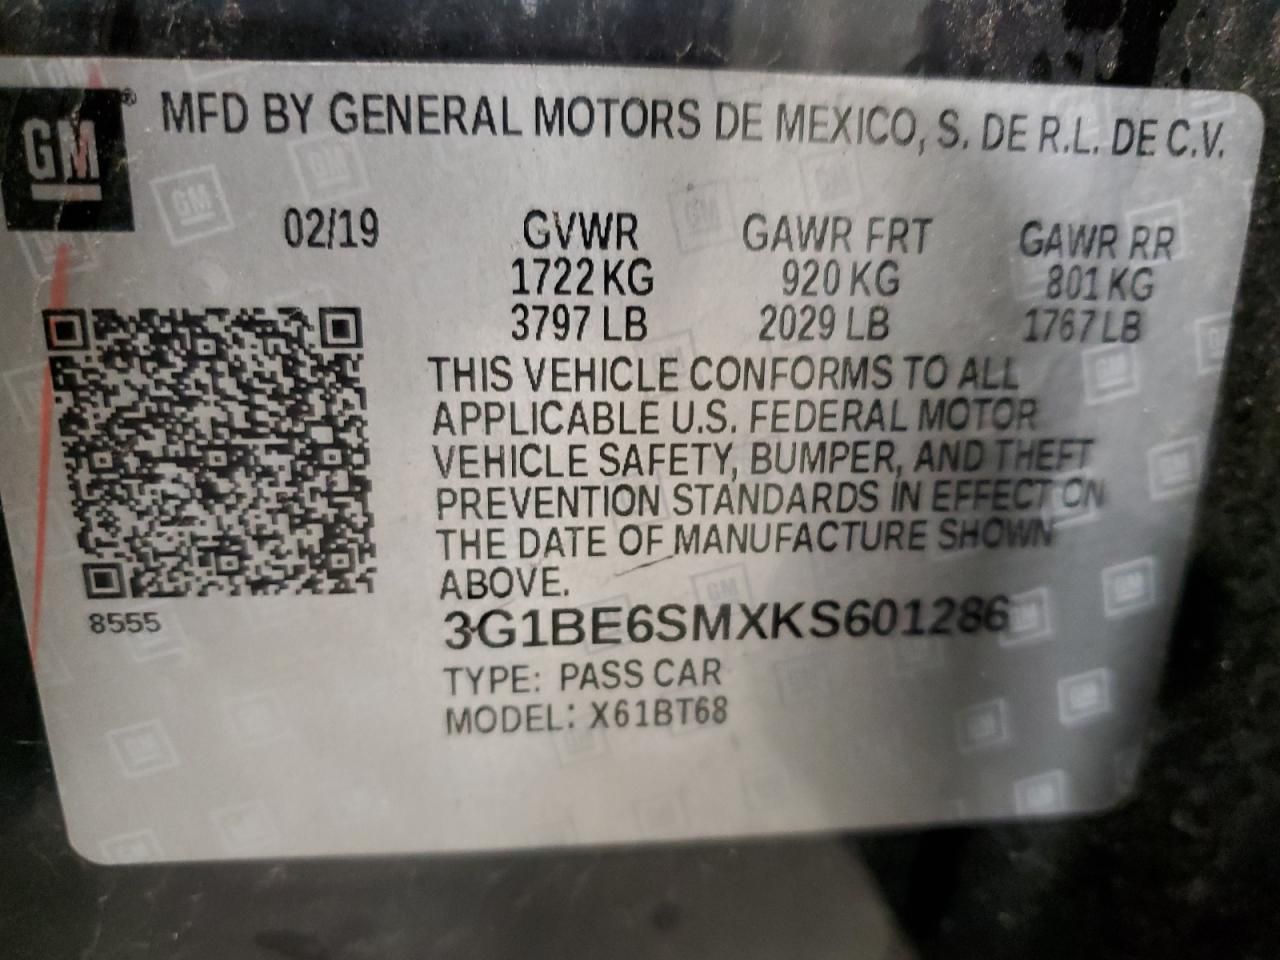 GM® MFD BY GENERAL MOTORS DE MEXICO, S. DE R.L. DE C.V.
02/19 GVWR GAWR FRT GAWR RR
1722 KG 920 KG 801 KG
3797 LB 2029 LB 1767 LB
THIS VEHICLE CONFORMS TO ALL
APPLICABLE U.S. FEDERAL MOTOR
VEHICLE SAFETY, BUMPER, AND THEFT
PREVENTION STANDARDS IN EFFECT ON
THE DATE OF MANUFACTURE SHOWN
ABOVE.
8555
3G1BE6SMXKS601286
TYPE: PASS CAR
MODEL: X61BT68